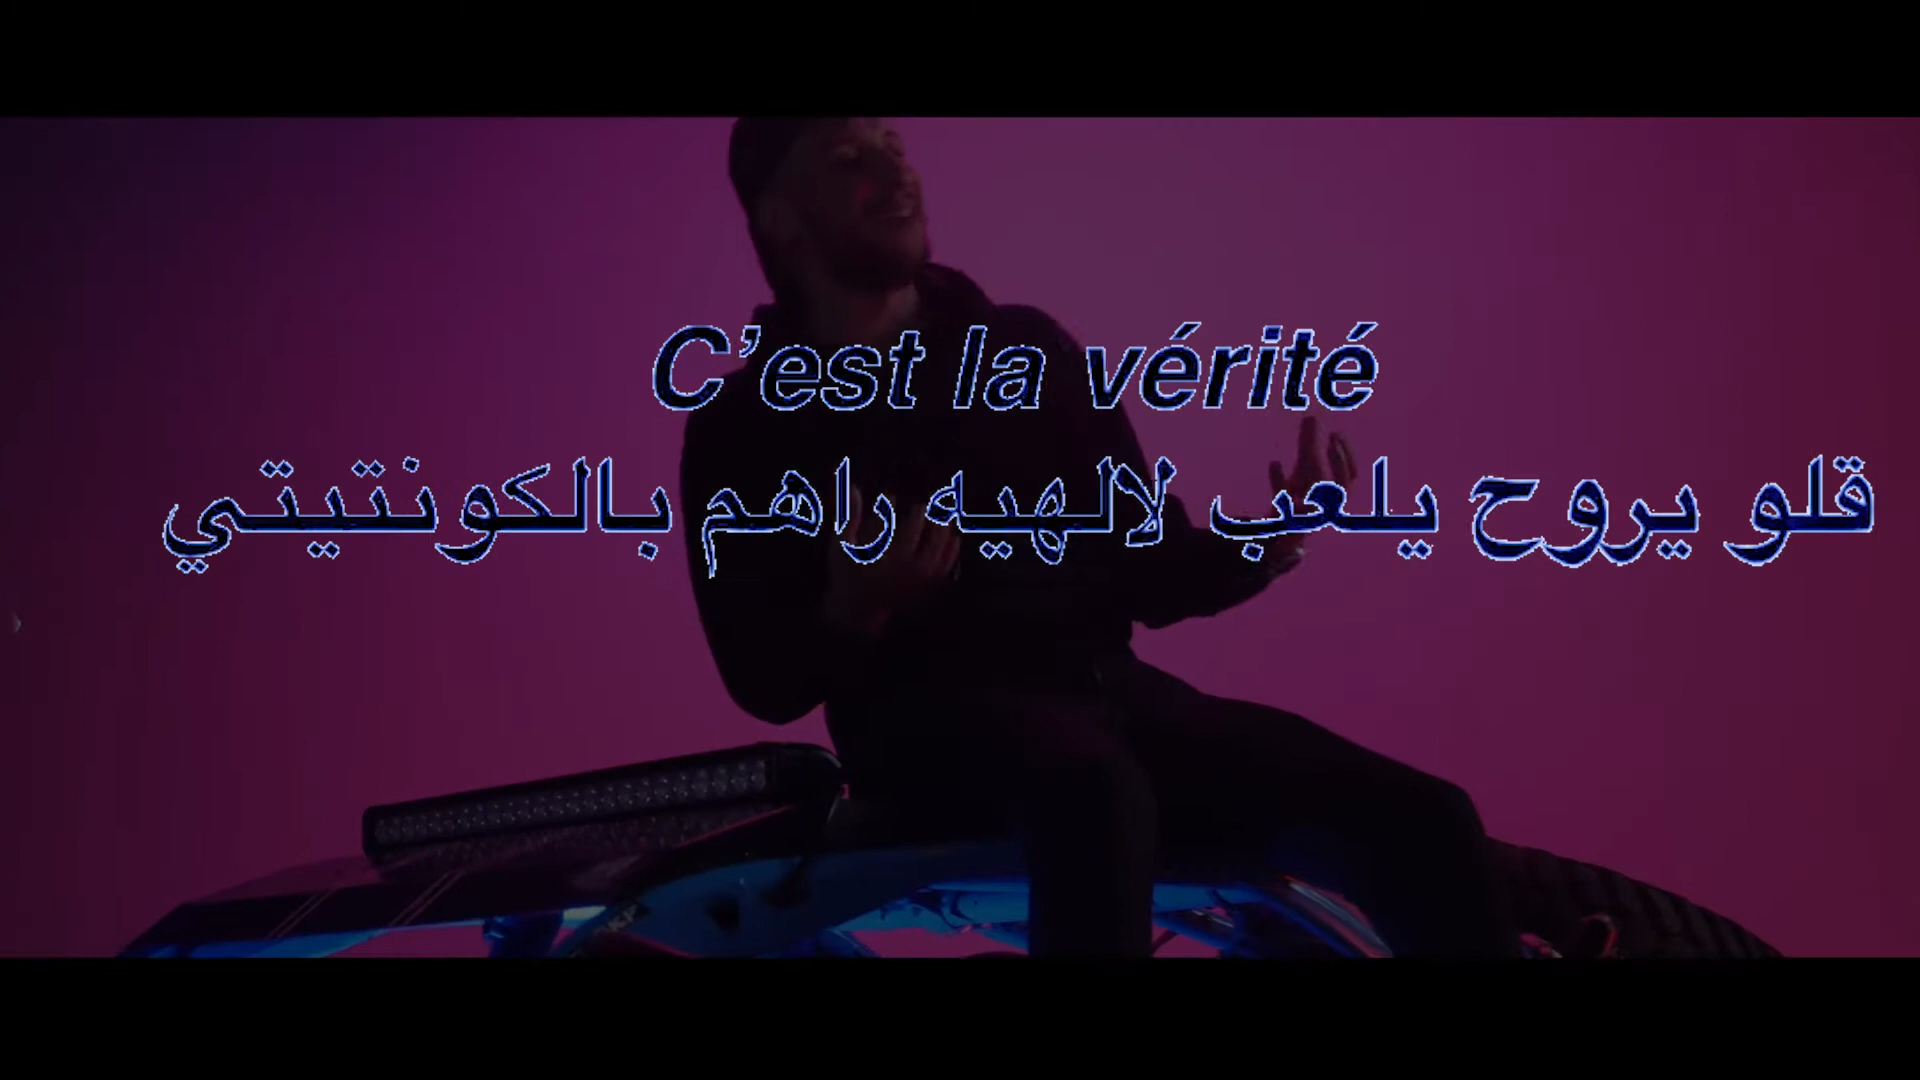 C’est la vérité
قلو يروح يلعب لالهيه راهم بالكونتيتي